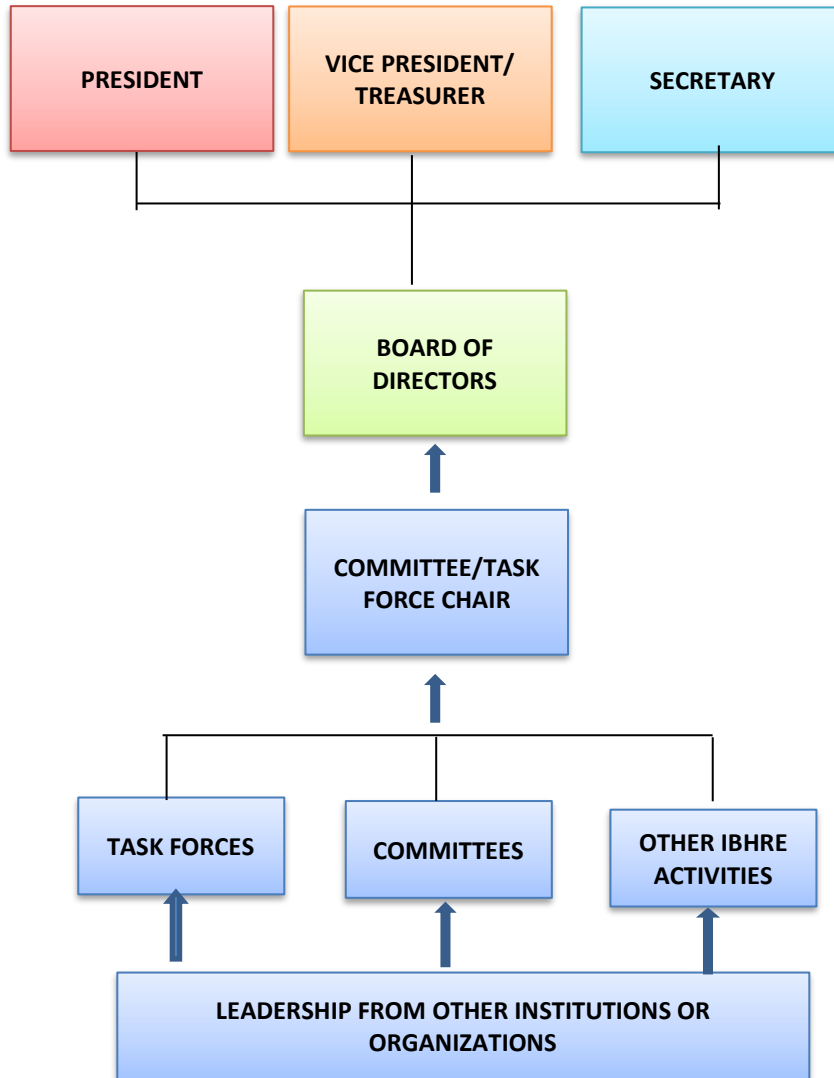 PRESIDENT
VICE PRESIDENT/
TREASURER
SECRETARY
BOARD OF
DIRECTORS
COMMITTEE/TASK
FORCE CHAIR
TASK FORCES
COMMITTEES
OTHER IBHRE
ACTIVITIES
LEADERSHIP FROM OTHER INSTITUTIONS OR
ORGANIZATIONS